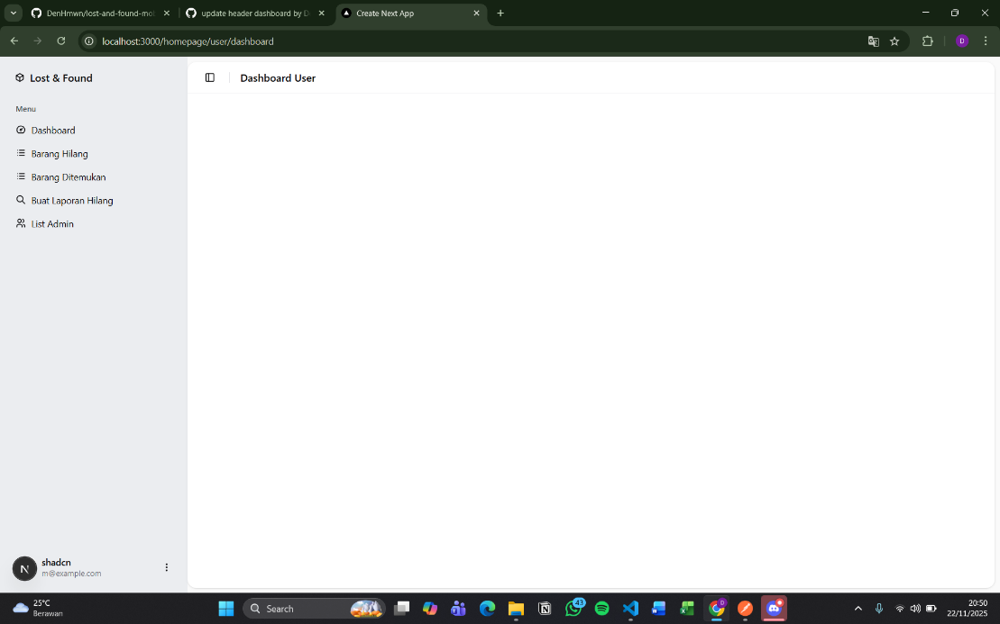 DenHmwn/lost-and-found-mol
update header dashboard by D
Create Next App
localhost:3000/homepage/user/dashboard
D
Lost & Found
Dashboard User
Menu
Dashboard
Barang Hilang
Barang Ditemukan
Buat Laporan Hilang
List Admin
N
shadcn
m@example.com
25°C
Berawan
Search
43
D
20:50
22/11/2025